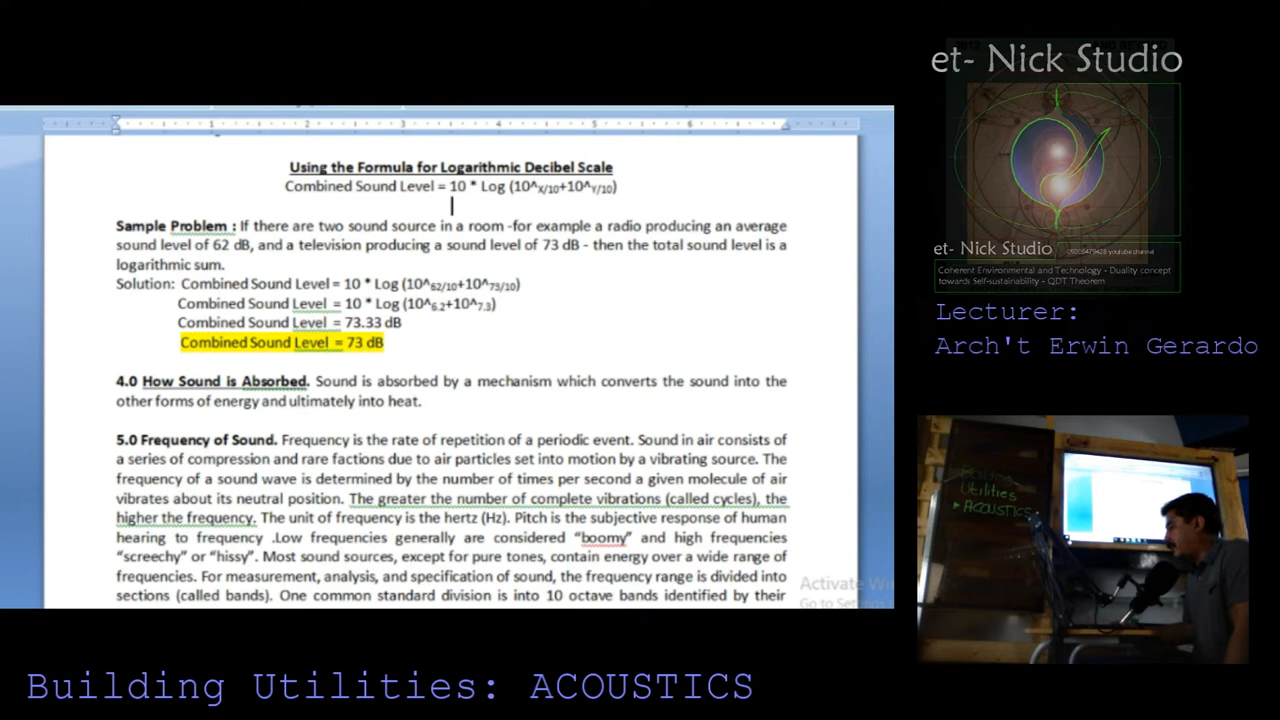 et- Nick Studio
Using the Formula for Logarithmic Decibel Scale
Combined Sound Level = 10 * Log (10^X/10+10^Y/10)
Sample Problem : If there are two sound source in a room -for example a radio producing an average
sound level of 62 dB, and a television producing a sound level of 73 dB - then the total sound level is a
logarithmic sum.
Solution: Combined Sound Level = 10 * Log (10^62/10+10^73/10)
Combined Sound Level = 10 * Log (10^6.2+10^7.3)
Combined Sound Level = 73.33 dB
Combined Sound Level = 73 dB
4.0 How Sound is Absorbed. Sound is absorbed by a mechanism which converts the sound into the
other forms of energy and ultimately into heat.
5.0 Frequency of Sound. Frequency is the rate of repetition of a periodic event. Sound in air consists of
a series of compression and rare factions due to air particles set into motion by a vibrating source. The
frequency of a sound wave is determined by the number of times per second a given molecule of air
vibrates about its neutral position. The greater the number of complete vibrations (called cycles), the
higher the frequency. The unit of frequency is the hertz (Hz). Pitch is the subjective response of human
hearing to frequency .Low frequencies generally are considered “boomy” and high frequencies
“screechy” or “hissy”. Most sound sources, except for pure tones, contain energy over a wide range of
frequencies. For measurement, analysis, and specification of sound, the frequency range is divided into
sections (called bands). One common standard division is into 10 octave bands identified by their
Activate Wi
Go to Se
et- Nick Studio
09205479428 youtube channel
Coherent Environmental and Technology - Duality concept
towards Self-sustainability - QDT Theorem
Lecturer:
Arch't Erwin Gerardo
Utilities
ACOUSTICS
Building Utilities: ACOUSTICS